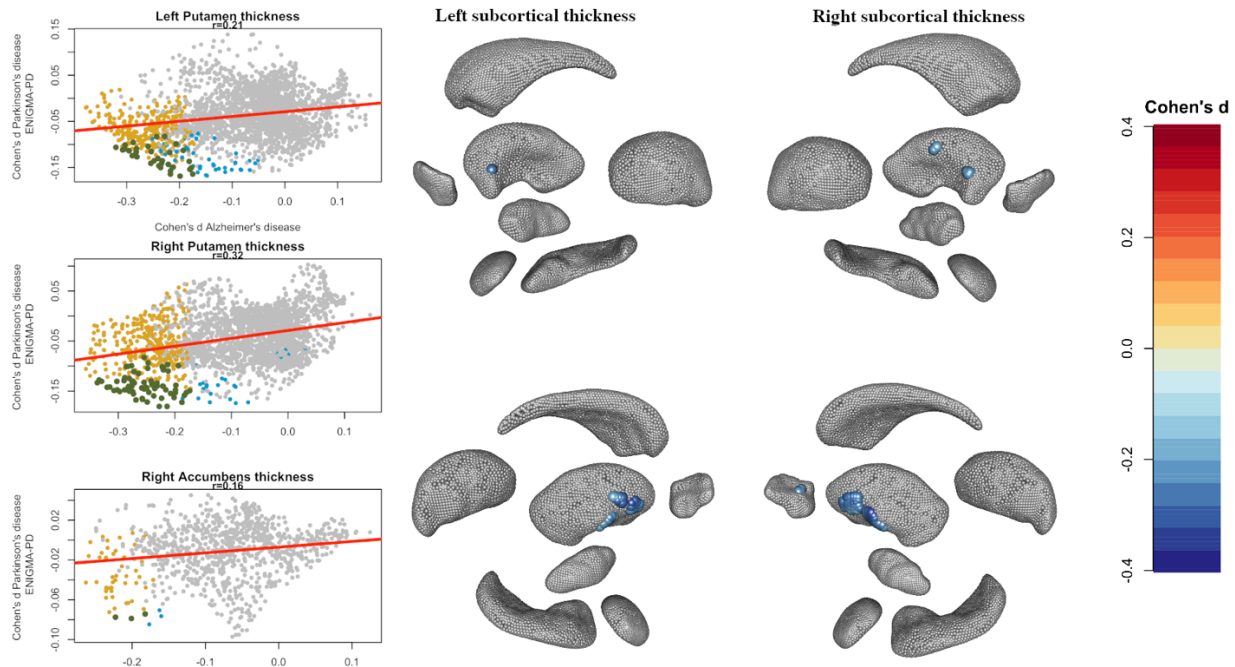 Left Putamen thickness
r=0.21
Cohen's d Parkinson's disease
ENIGMA-PD
0.15
0.05
-0.05
-0.15
-0.3
-0.2
-0.1
0.0
0.1
Cohen's d Alzheimer's disease
Right Putamen thickness
r=0.32
Cohen's d Parkinson's disease
ENIGMA-PD
0.05
-0.05
-0.15
-0.3
-0.2
-0.1
0.0
0.1
Right Accumbens thickness
r=0.16
Cohen's d Parkinson's disease
ENIGMA-PD
0.02
-0.02
-0.06
-0.10
-0.2
-0.1
0.0
0.1
Left subcortical thickness
Right subcortical thickness
Cohen's d
0.4
0.2
0.0
-0.2
-0.4